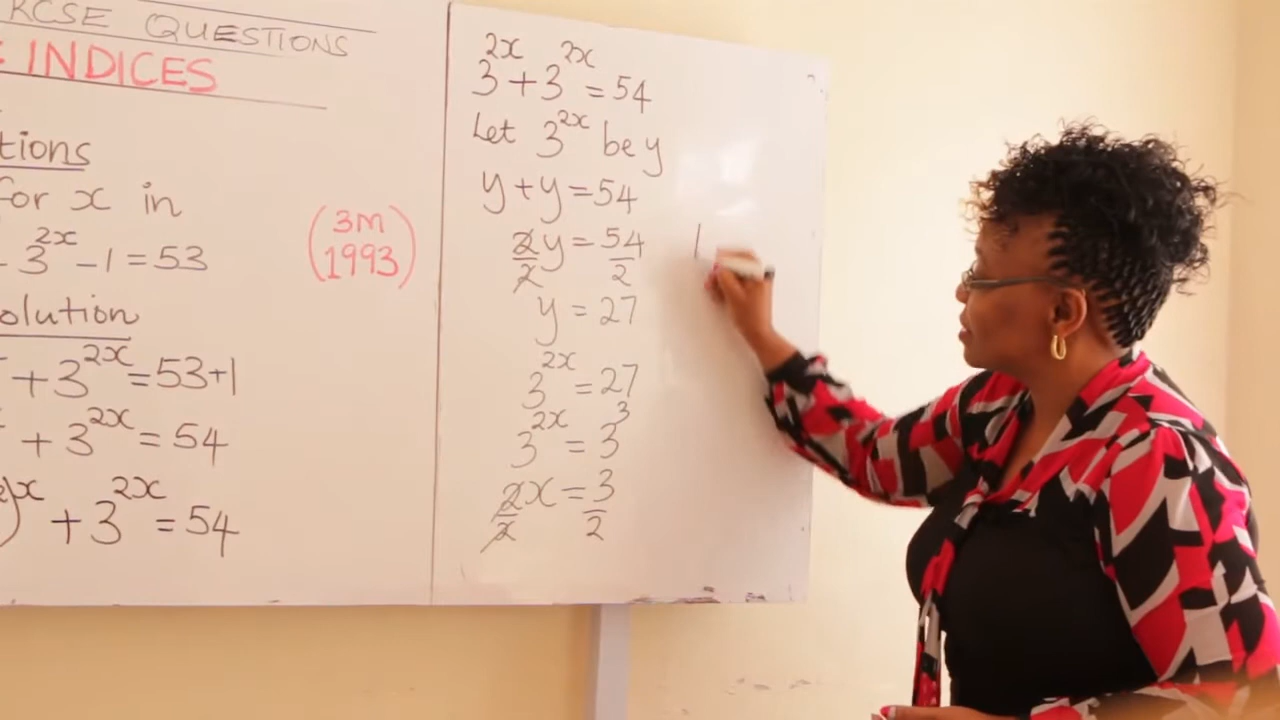 KCSE QUESTIONS
INDICES
tions
for x in
- 3^2x - 1 = 53
(3M 1993)
olution
+ 3^2x = 53+1
+ 3^2x = 54
)^x + 3^2x = 54
3^2x + 3^2x = 54
Let 3^2x be y
y + y = 54
2y/2 = 54/2
y = 27
3^2x = 27
3^2x = 3^3
2x/2 = 3/2